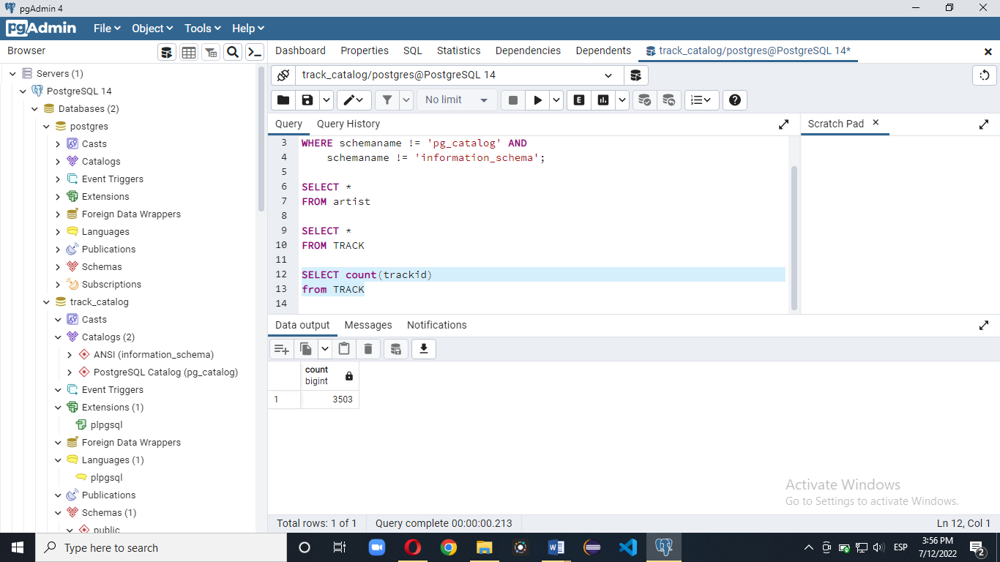 pgAdmin 4
pgAdmin File Object Tools Help
Browser
Dashboard Properties SQL Statistics Dependencies Dependents track_catalog/postgres@PostgreSQL 14*
Servers (1)
PostgreSQL 14
Databases (2)
postgres
Casts
Catalogs
Event Triggers
Extensions
Foreign Data Wrappers
Languages
Publications
Schemas
Subscriptions
track_catalog
Casts
Catalogs (2)
ANSI (information_schema)
PostgreSQL Catalog (pg_catalog)
Event Triggers
Extensions (1)
plpgsql
Foreign Data Wrappers
Languages (1)
plpgsql
Publications
Schemas (1)
public
track_catalog/postgres@PostgreSQL 14
No limit E
Query Query History
Scratch Pad
3 WHERE schemaname != 'pg_catalog' AND
4 schemaname != 'information_schema';
5
6 SELECT *
7 FROM artist
8
9 SELECT *
10 FROM TRACK
11
12 SELECT count(trackid)
13 from TRACK
14
Data output Messages Notifications
count
bigint
1 3503
Activate Windows
Go to Settings to activate Windows.
Total rows: 1 of 1 Query complete 00:00:00.213 Ln 12, Col 1
Type here to search
ESP
3:56 PM
7/12/2022
2